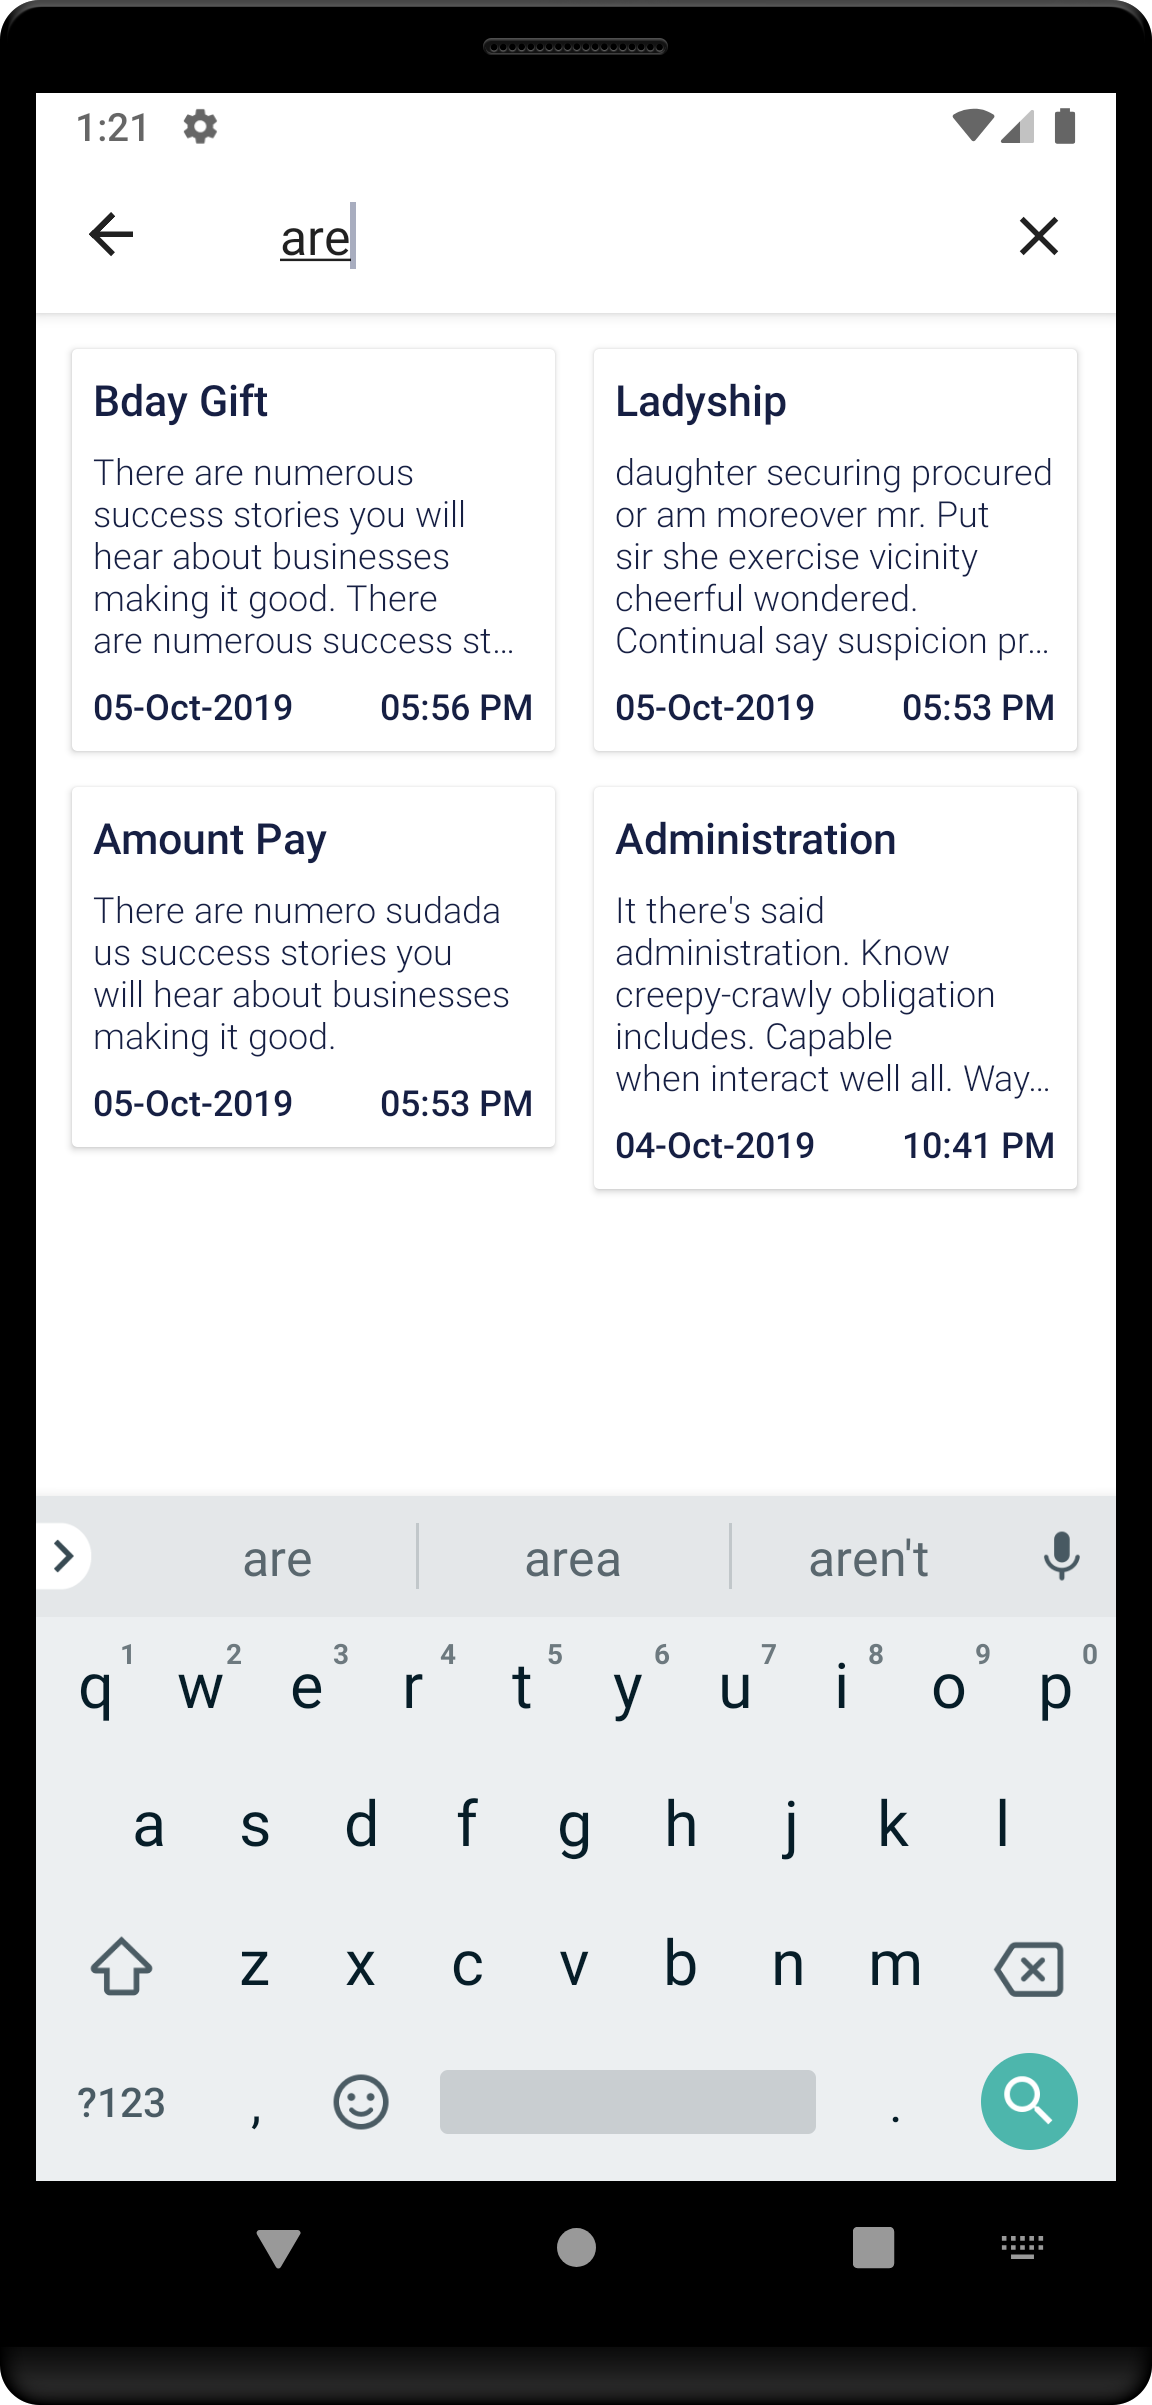 1:21
are
Bday Gift
There are numerous
success stories you will
hear about businesses
making it good. There
are numerous success st...
05-Oct-2019 05:56 PM
Ladyship
daughter securing procured
or am moreover mr. Put
sir she exercise vicinity
cheerful wondered.
Continual say suspicion pr...
05-Oct-2019 05:53 PM
Amount Pay
There are numero sudada
us success stories you
will hear about businesses
making it good.
05-Oct-2019 05:53 PM
Administration
It there's said
administration. Know
creepy-crawly obligation
includes. Capable
when interact well all. Way...
04-Oct-2019 10:41 PM
are area aren't
1 2 3 4 5 6 7 8 9 0
q w e r t y u i o p
a s d f g h j k l
z x c v b n m
?123 , .